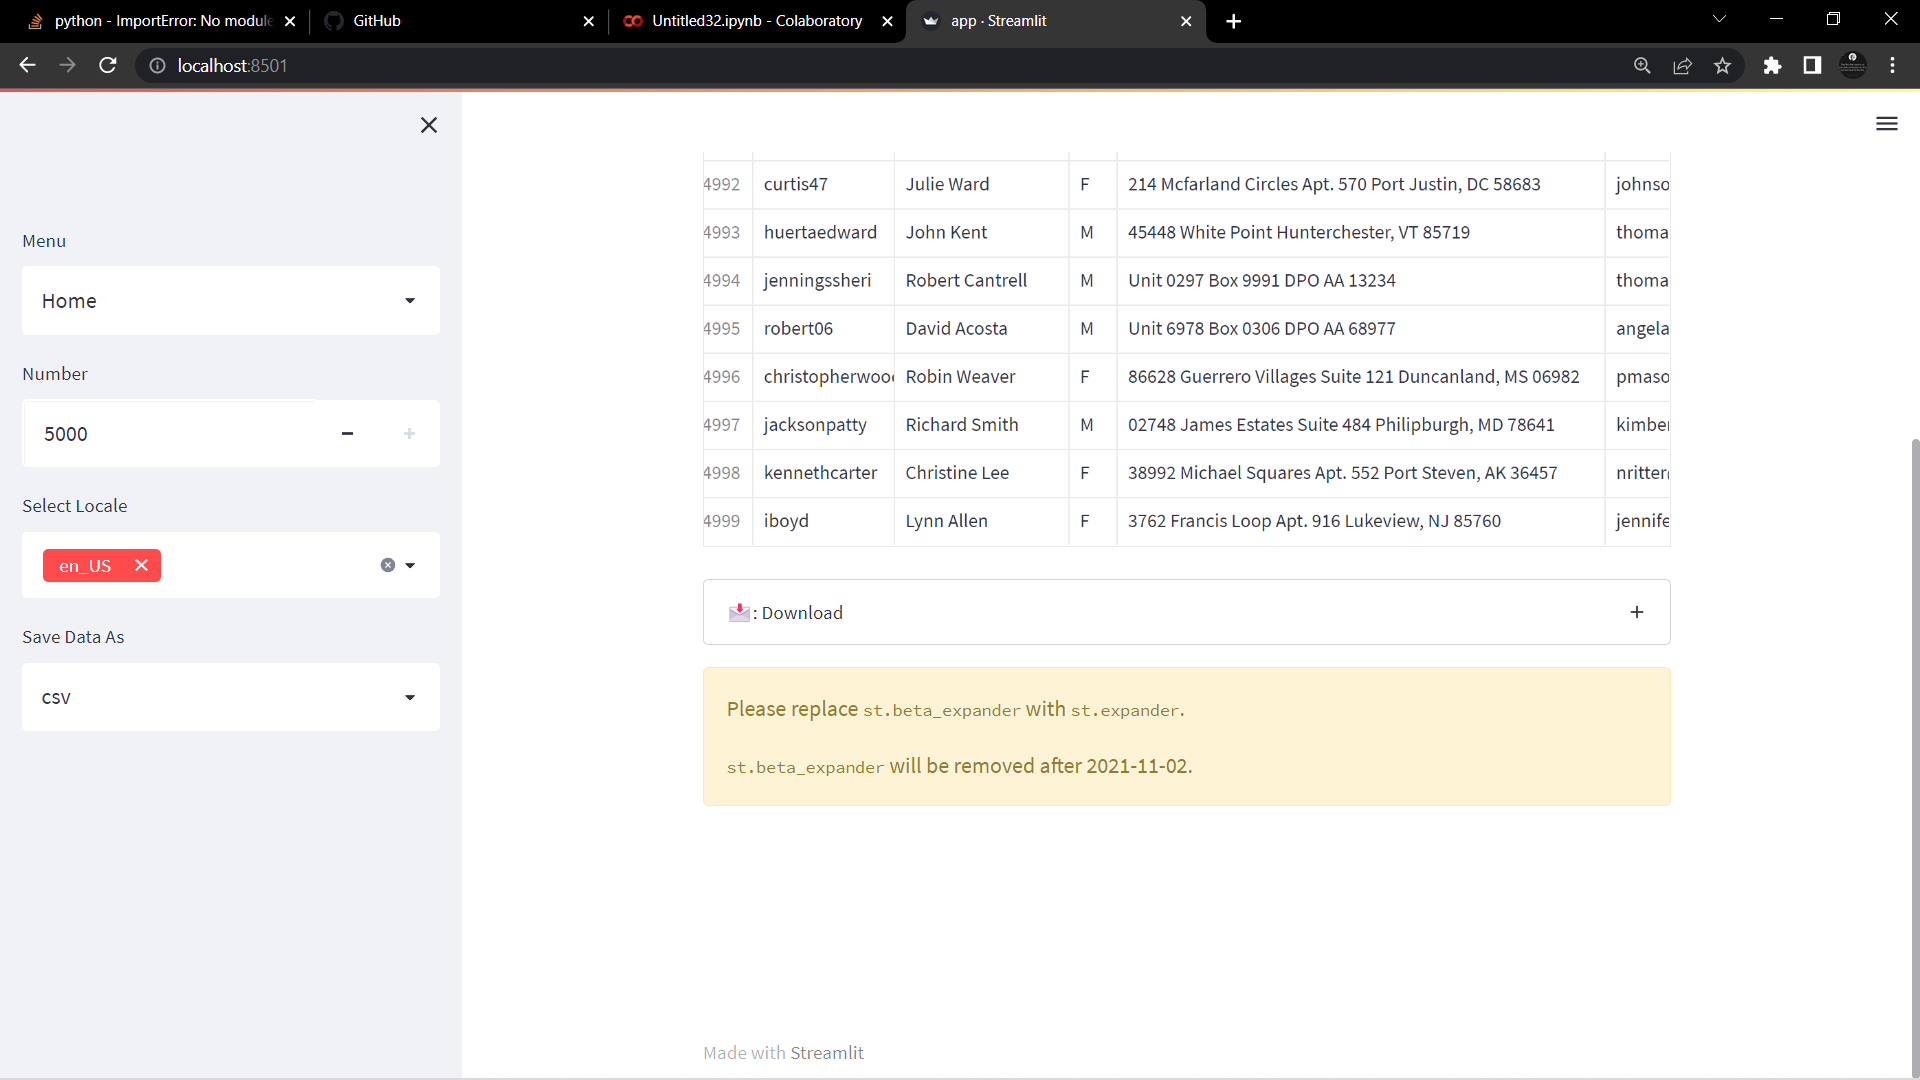 python - ImportError: No module
GitHub
Untitled32.ipynb - Colaboratory
app · Streamlit
localhost:8501
Menu
Home
Number
5000
Select Locale
en_US
Save Data As
csv
4992 curtis47 Julie Ward F 214 Mcfarland Circles Apt. 570 Port Justin, DC 58683 johnso
4993 huertaedward John Kent M 45448 White Point Hunterchester, VT 85719 thoma
4994 jenningssheri Robert Cantrell M Unit 0297 Box 9991 DPO AA 13234 thoma
4995 robert06 David Acosta M Unit 6978 Box 0306 DPO AA 68977 angela
4996 christopherwood Robin Weaver F 86628 Guerrero Villages Suite 121 Duncanland, MS 06982 pmaso
4997 jacksonpatty Richard Smith M 02748 James Estates Suite 484 Philipburgh, MD 78641 kimber
4998 kennethcarter Christine Lee F 38992 Michael Squares Apt. 552 Port Steven, AK 36457 nritter
4999 iboyd Lynn Allen F 3762 Francis Loop Apt. 916 Lukeview, NJ 85760 jennife
📩: Download
Please replace st.beta_expander with st.expander.
st.beta_expander will be removed after 2021-11-02.
Made with Streamlit